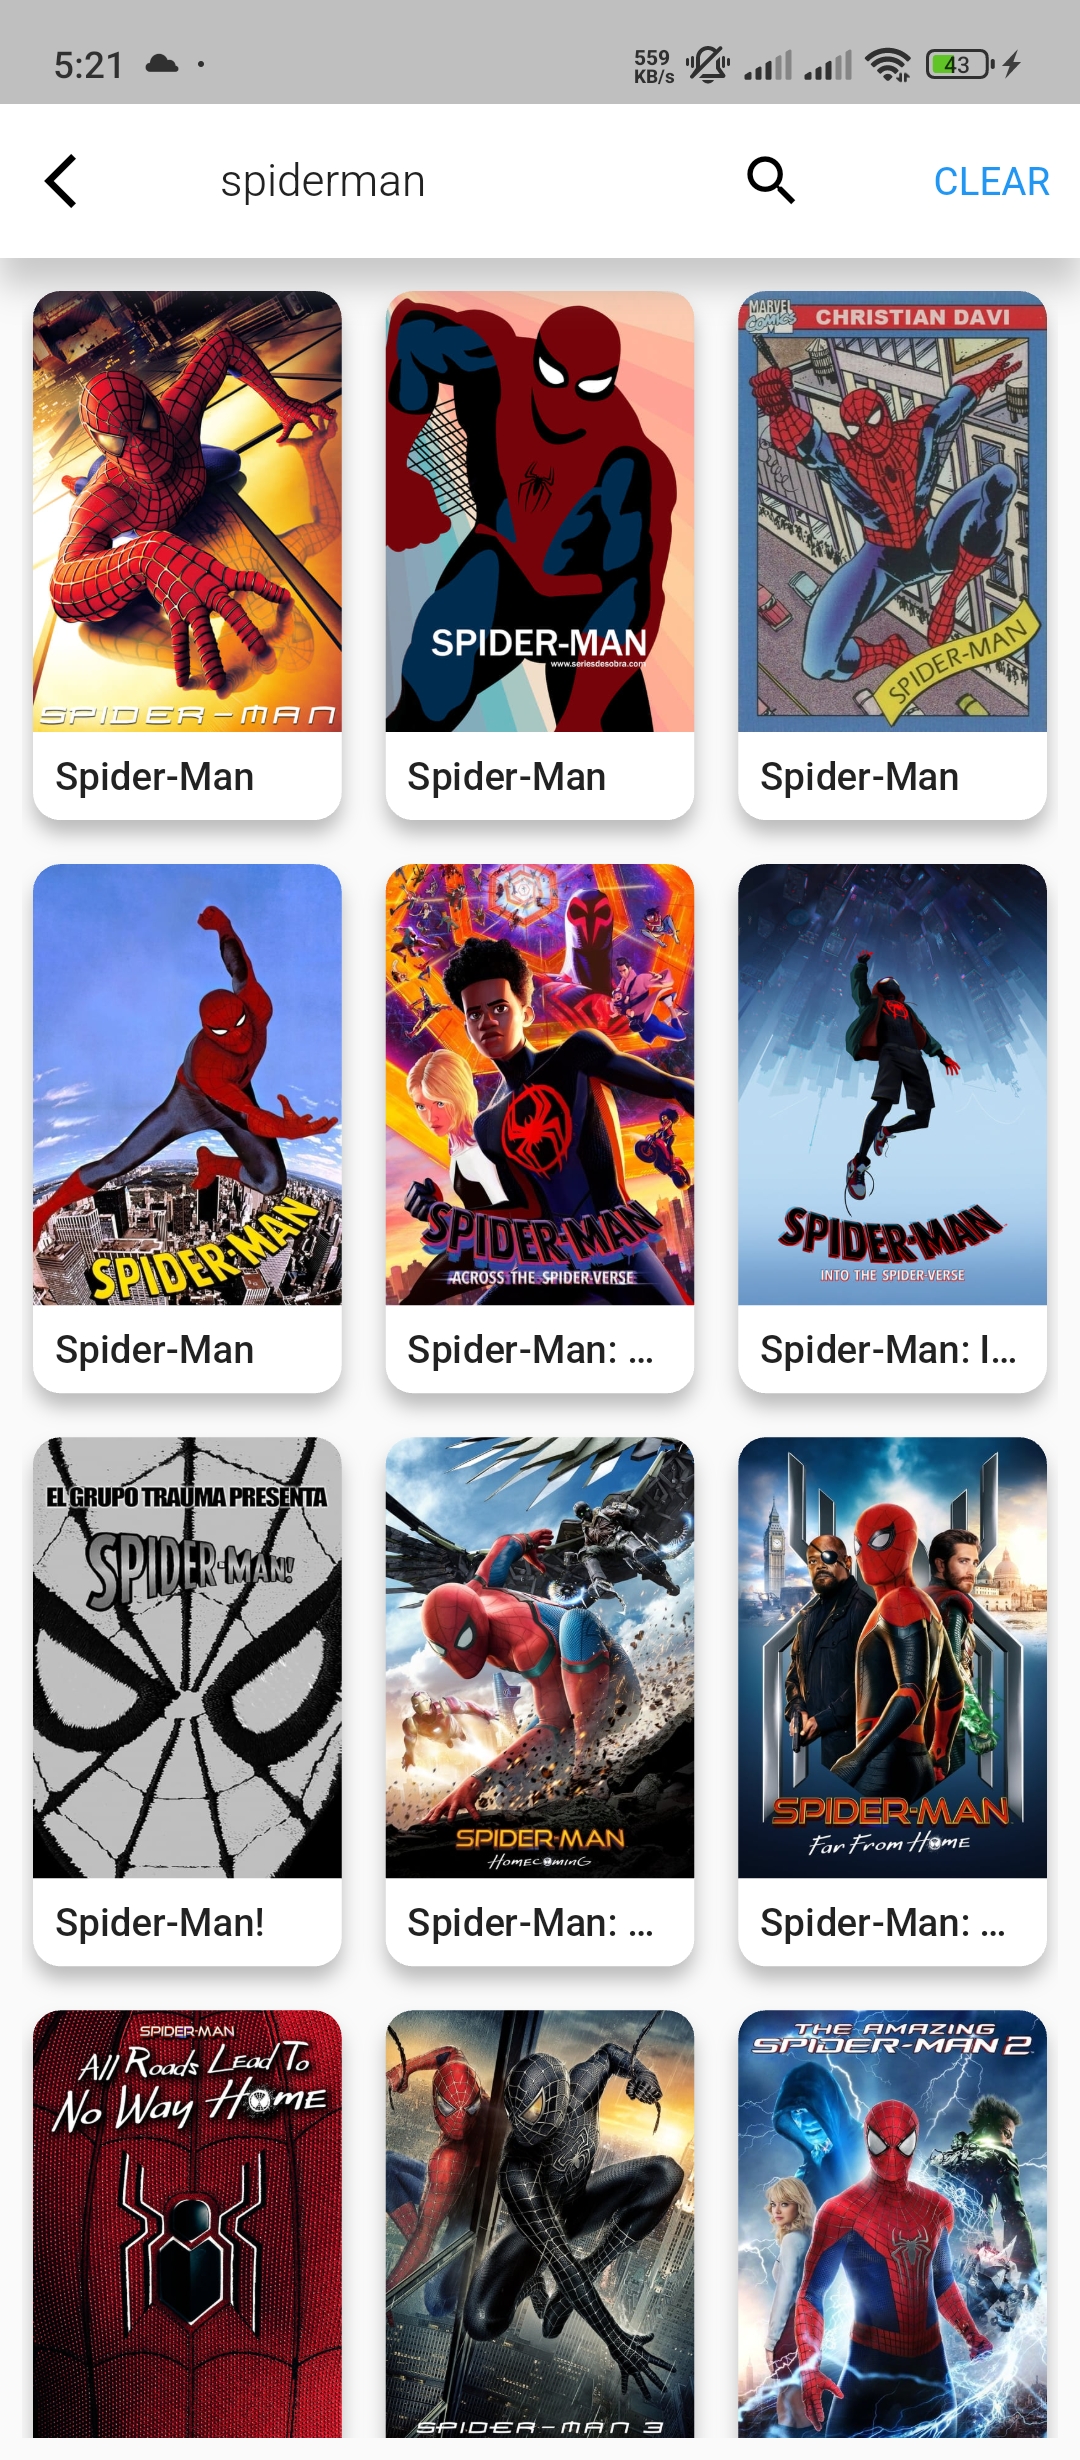 5:21
559
KB/s
43
spiderman
CLEAR
SPIDER-MAN
Spider-Man
SPIDER-MAN
www.seriesdesobra.com
Spider-Man
MARVEL
COMICS
CHRISTIAN DAVI
SPIDER-MAN
Spider-Man
SPIDER-MAN
Spider-Man
SPIDER-MAN
ACROSS THE SPIDER-VERSE
Spider-Man: ...
SPIDER-MAN
INTO THE SPIDER-VERSE
Spider-Man: I...
EL GRUPO TRAUMA PRESENTA
SPIDER-MAN!
Spider-Man!
SPIDER-MAN
HOMECOMING
Spider-Man: ...
SPIDER-MAN
Far From Home
Spider-Man: ...
SPIDER-MAN
All Roads Lead To
No Way Home
SPIDER-MAN 3
THE AMAZING
SPIDER-MAN 2